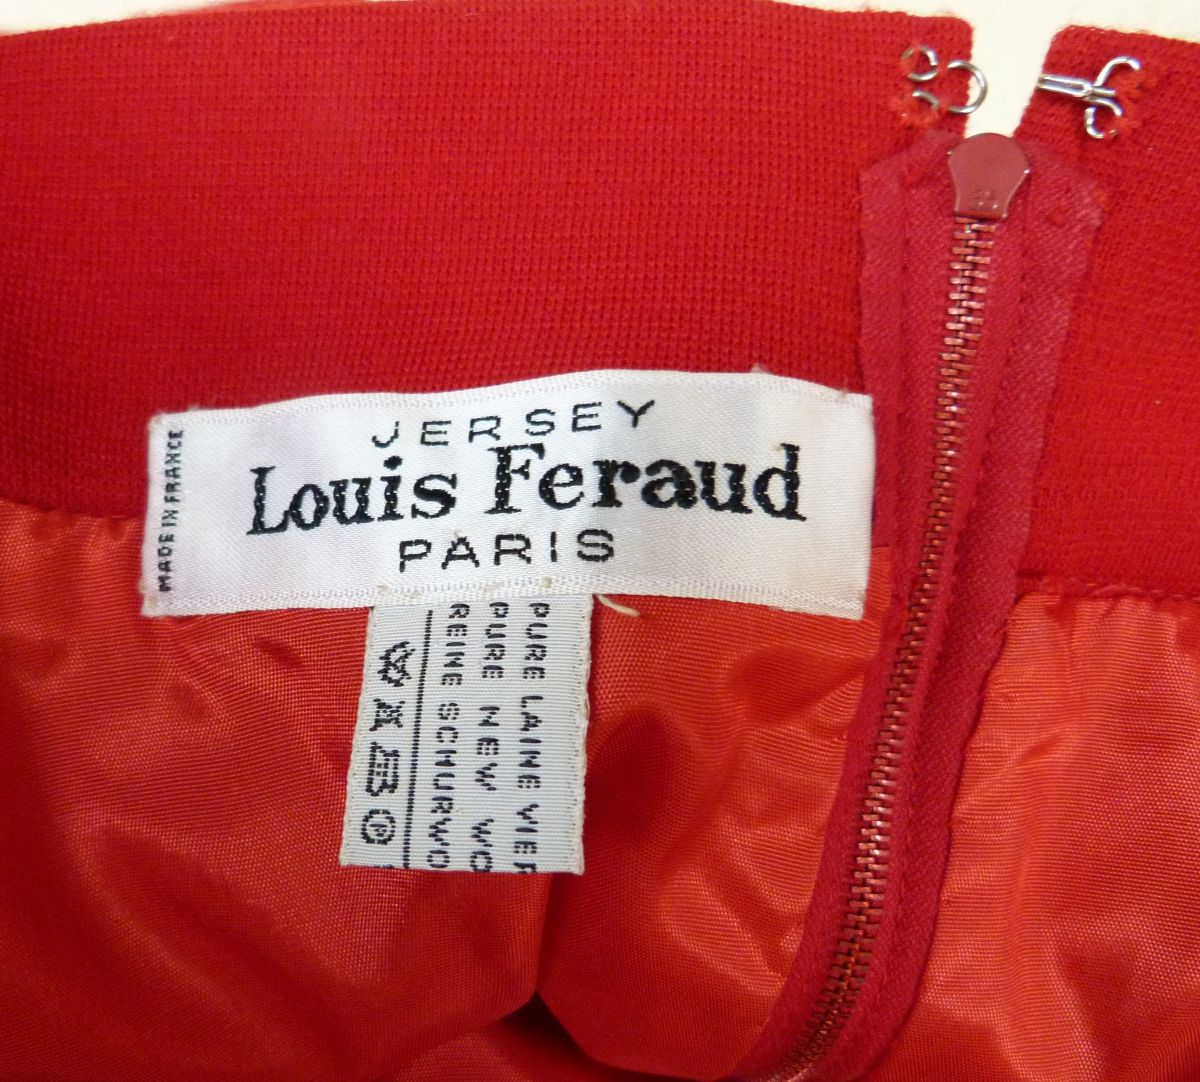 JERSEY
Louis Feraud
PARIS
MADE IN FRANCE
PURE LAINE VIER
PURE NEW WO
REINE SCHURWO
P